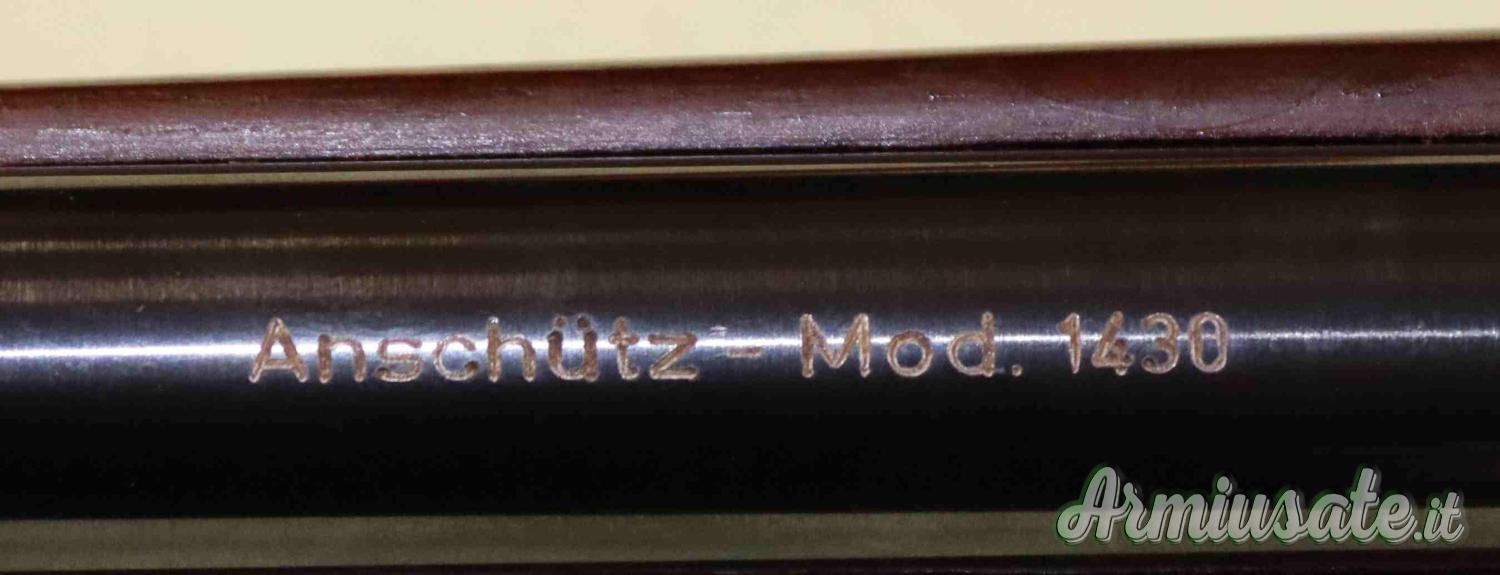 Anschütz - Mod. 1430
Armiusate.it